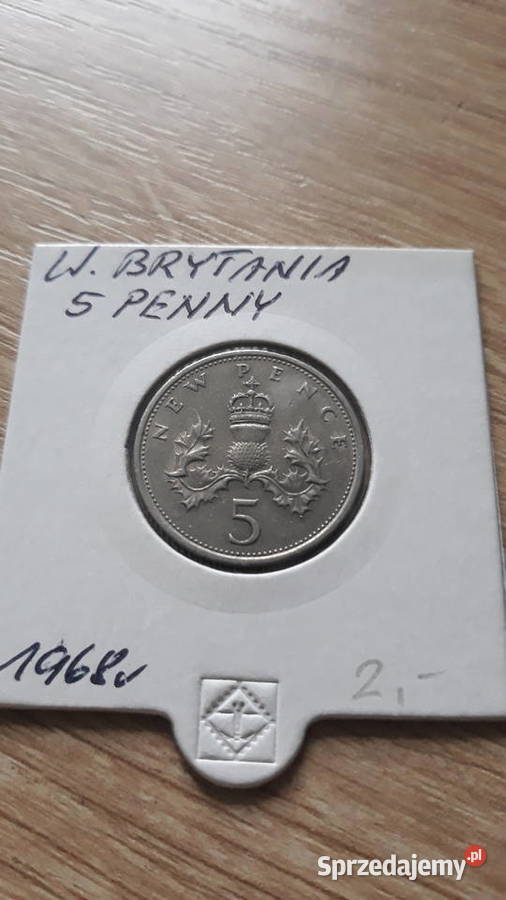 W. BRYTANIA
5 PENNY
NEW PENCE
5
1968r
2,-
Sprzedajemy.pl